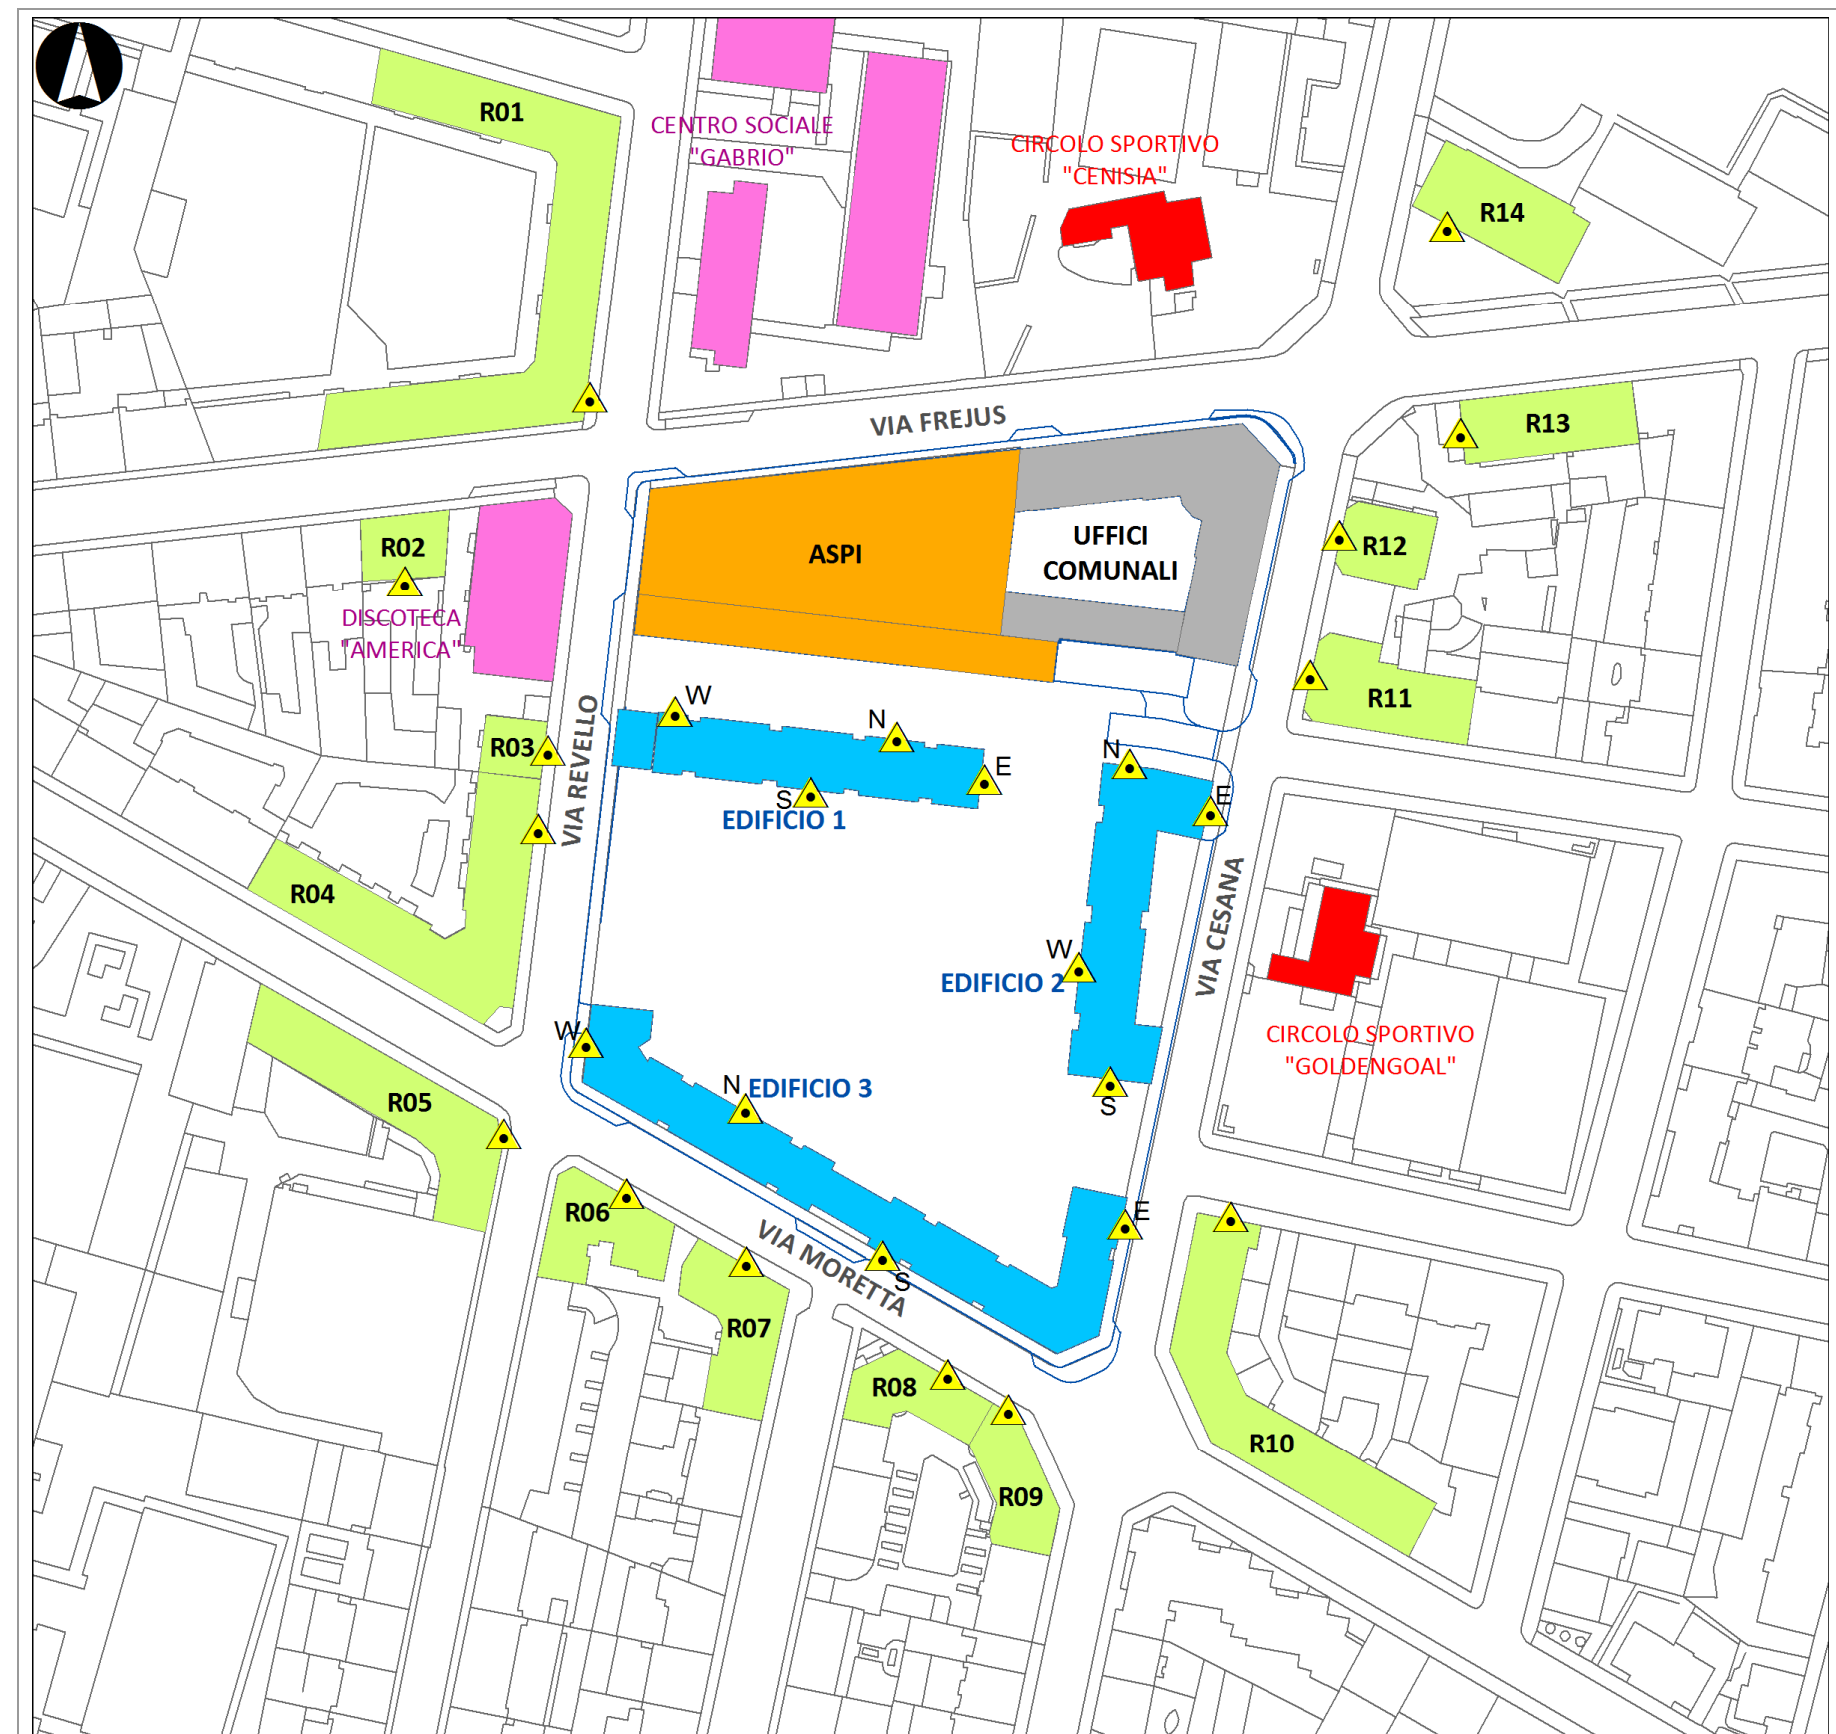 R01
CENTRO SOCIALE
"GABRIO"
CIRCOLO SPORTIVO
"CENISIA"
R14
VIA FREJUS
R13
R02
ASPI
UFFICI
COMUNALI
R12
DISCOTECA
"AMERICA"
R11
R03
VIA REVELLO
W
N
E
S
EDIFICIO 1
N
E
R04
VIA CESANA
W
EDIFICIO 2
S
CIRCOLO SPORTIVO
"GOLDENGOAL"
W
N
EDIFICIO 3
R05
R06
E
VIA MORETTA
S
R07
R08
R09
R10